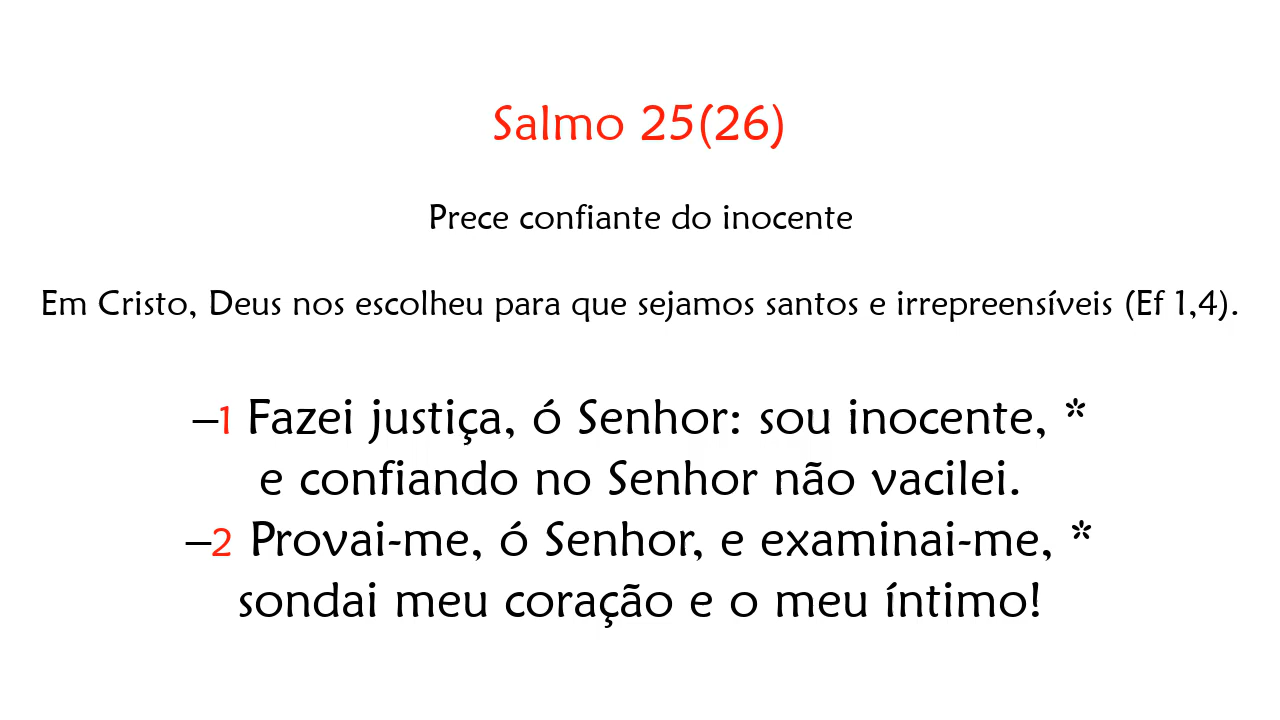 Salmo 25(26)
Prece confiante do inocente
Em Cristo, Deus nos escolheu para que sejamos santos e irrepreensíveis (Ef 1,4).
–1 Fazei justiça, ó Senhor: sou inocente, *
e confiando no Senhor não vacilei.
–2 Provai-me, ó Senhor, e examinai-me, *
sondai meu coração e o meu íntimo!